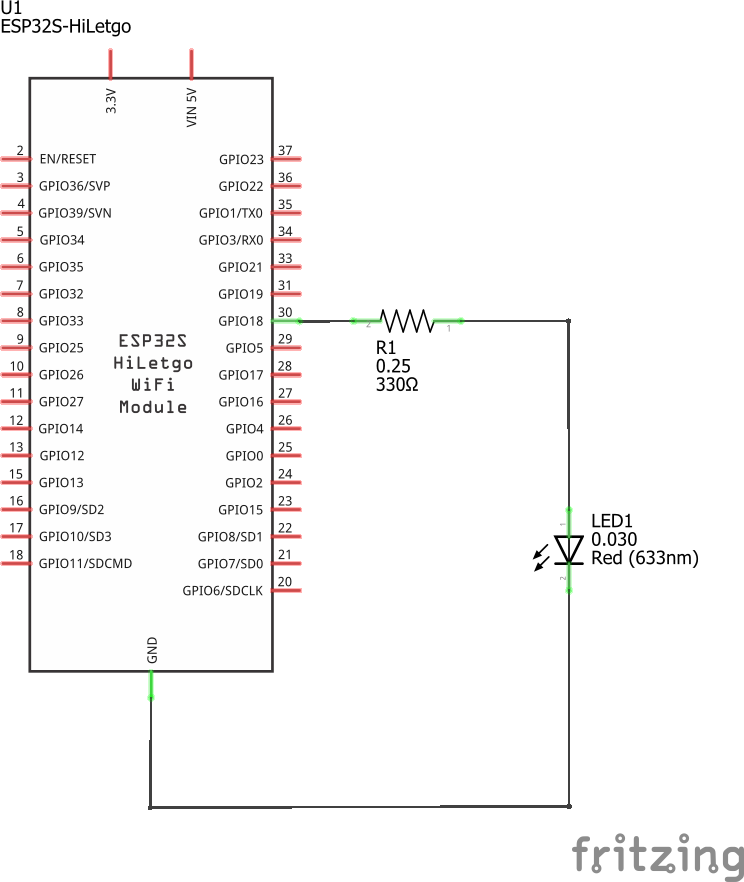 U1
ESP32S-HiLetgo
3.3V
VIN 5V
2
EN/RESET
3
GPIO36/SVP
4
GPIO39/SVN
5
GPIO34
6
GPIO35
7
GPIO32
8
GPIO33
9
GPIO25
10
GPIO26
11
GPIO27
12
GPIO14
13
GPIO12
15
GPIO13
16
GPIO9/SD2
17
GPIO10/SD3
18
GPIO11/SDCMD
ESP32S
HiLetgo
WiFi
Module
GPIO23
37
GPIO22
36
GPIO1/TX0
35
GPIO3/RX0
34
GPIO21
33
GPIO19
31
GPIO18
30
GPIO5
29
GPIO17
28
GPIO16
27
GPIO4
26
GPIO0
25
GPIO2
24
GPIO15
23
GPIO8/SD1
22
GPIO7/SD0
21
GPIO6/SDCLK
20
GND
2
1
R1
0.25
330Ω
1
LED1
0.030
Red (633nm)
2
fritzing